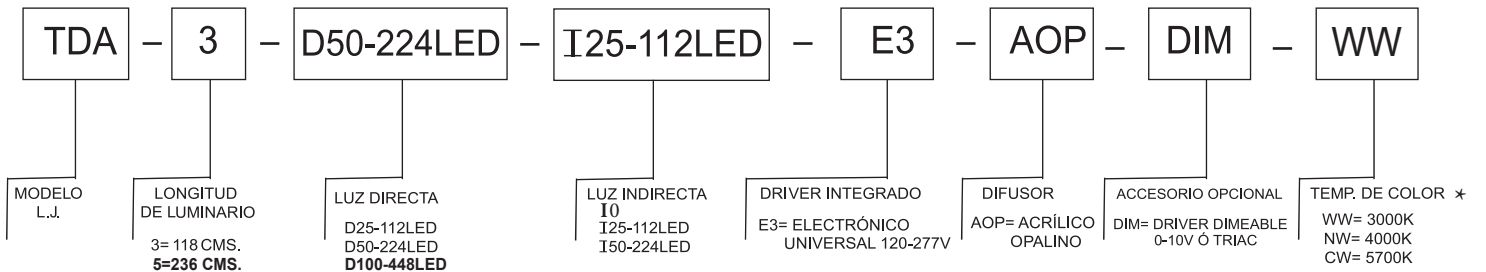 TDA – 3 – D50-224LED – I25-112LED – E3 – AOP – DIM – WW
MODELO
L.J.
LONGITUD
DE LUMINARIO
3= 118 CMS.
5=236 CMS.
LUZ DIRECTA
D25-112LED
D50-224LED
D100-448LED
LUZ INDIRECTA
I0
I25-112LED
I50-224LED
DRIVER INTEGRADO
E3= ELECTRÓNICO
UNIVERSAL 120-277V
DIFUSOR
AOP= ACRÍLICO
OPALINO
ACCESORIO OPCIONAL
DIM= DRIVER DIMEABLE
0-10V Ó TRIAC
TEMP. DE COLOR *
WW= 3000K
NW= 4000K
CW= 5700K